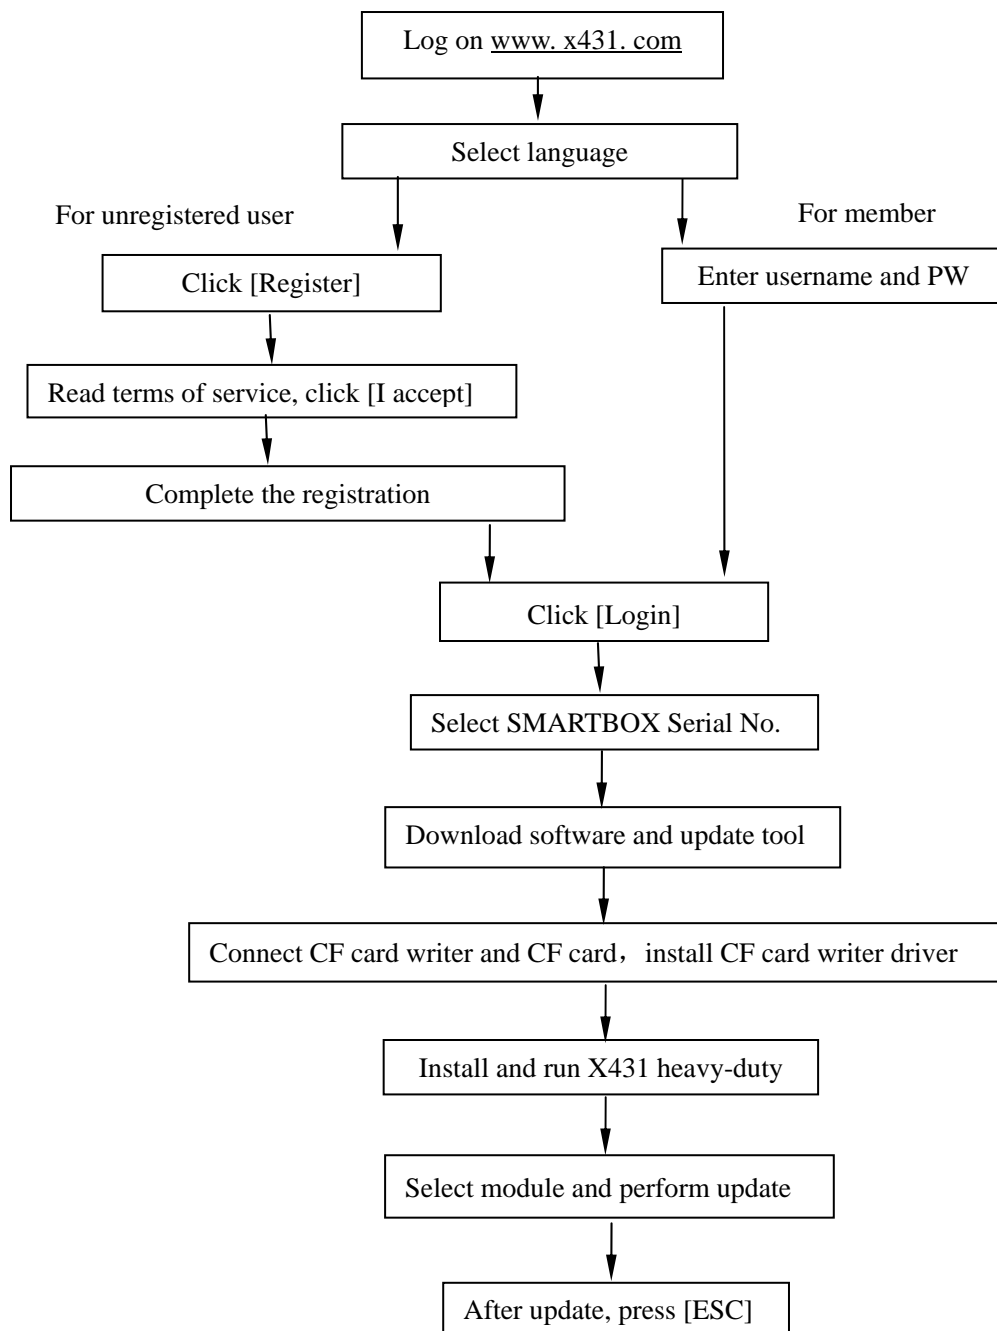 Log on www. x431. com
Select language
For unregistered user
For member
Click [Register]
Enter username and PW
Read terms of service, click [I accept]
Complete the registration
Click [Login]
Select SMARTBOX Serial No.
Download software and update tool
Connect CF card writer and CF card，install CF card writer driver
Install and run X431 heavy-duty
Select module and perform update
After update, press [ESC]